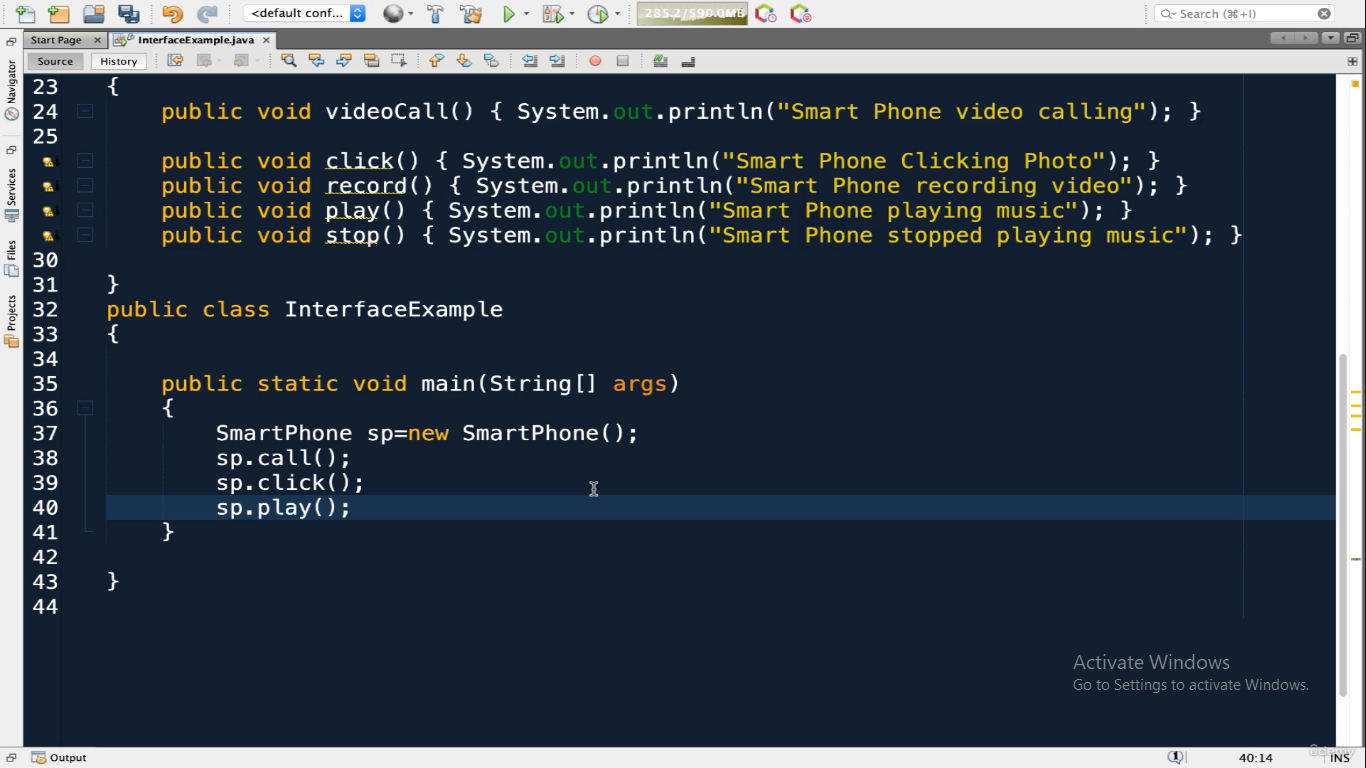 <default conf...
285.2/590.0MB
Search (⌘+I)
Start Page
InterfaceExample.java
Source
History
Navigator
Services
Files
Projects
23 {
24 public void videoCall() { System.out.println("Smart Phone video calling"); }
25
public void click() { System.out.println("Smart Phone Clicking Photo"); }
public void record() { System.out.println("Smart Phone recording video"); }
public void play() { System.out.println("Smart Phone playing music"); }
public void stop() { System.out.println("Smart Phone stopped playing music"); }
30
31 }
32 public class InterfaceExample
33 {
34
35 public static void main(String[] args)
36 {
37 SmartPhone sp=new SmartPhone();
38 sp.call();
39 sp.click();
40 sp.play();
41 }
42
43 }
44
Activate Windows
Go to Settings to activate Windows.
Output
40:14
INS
Udemy